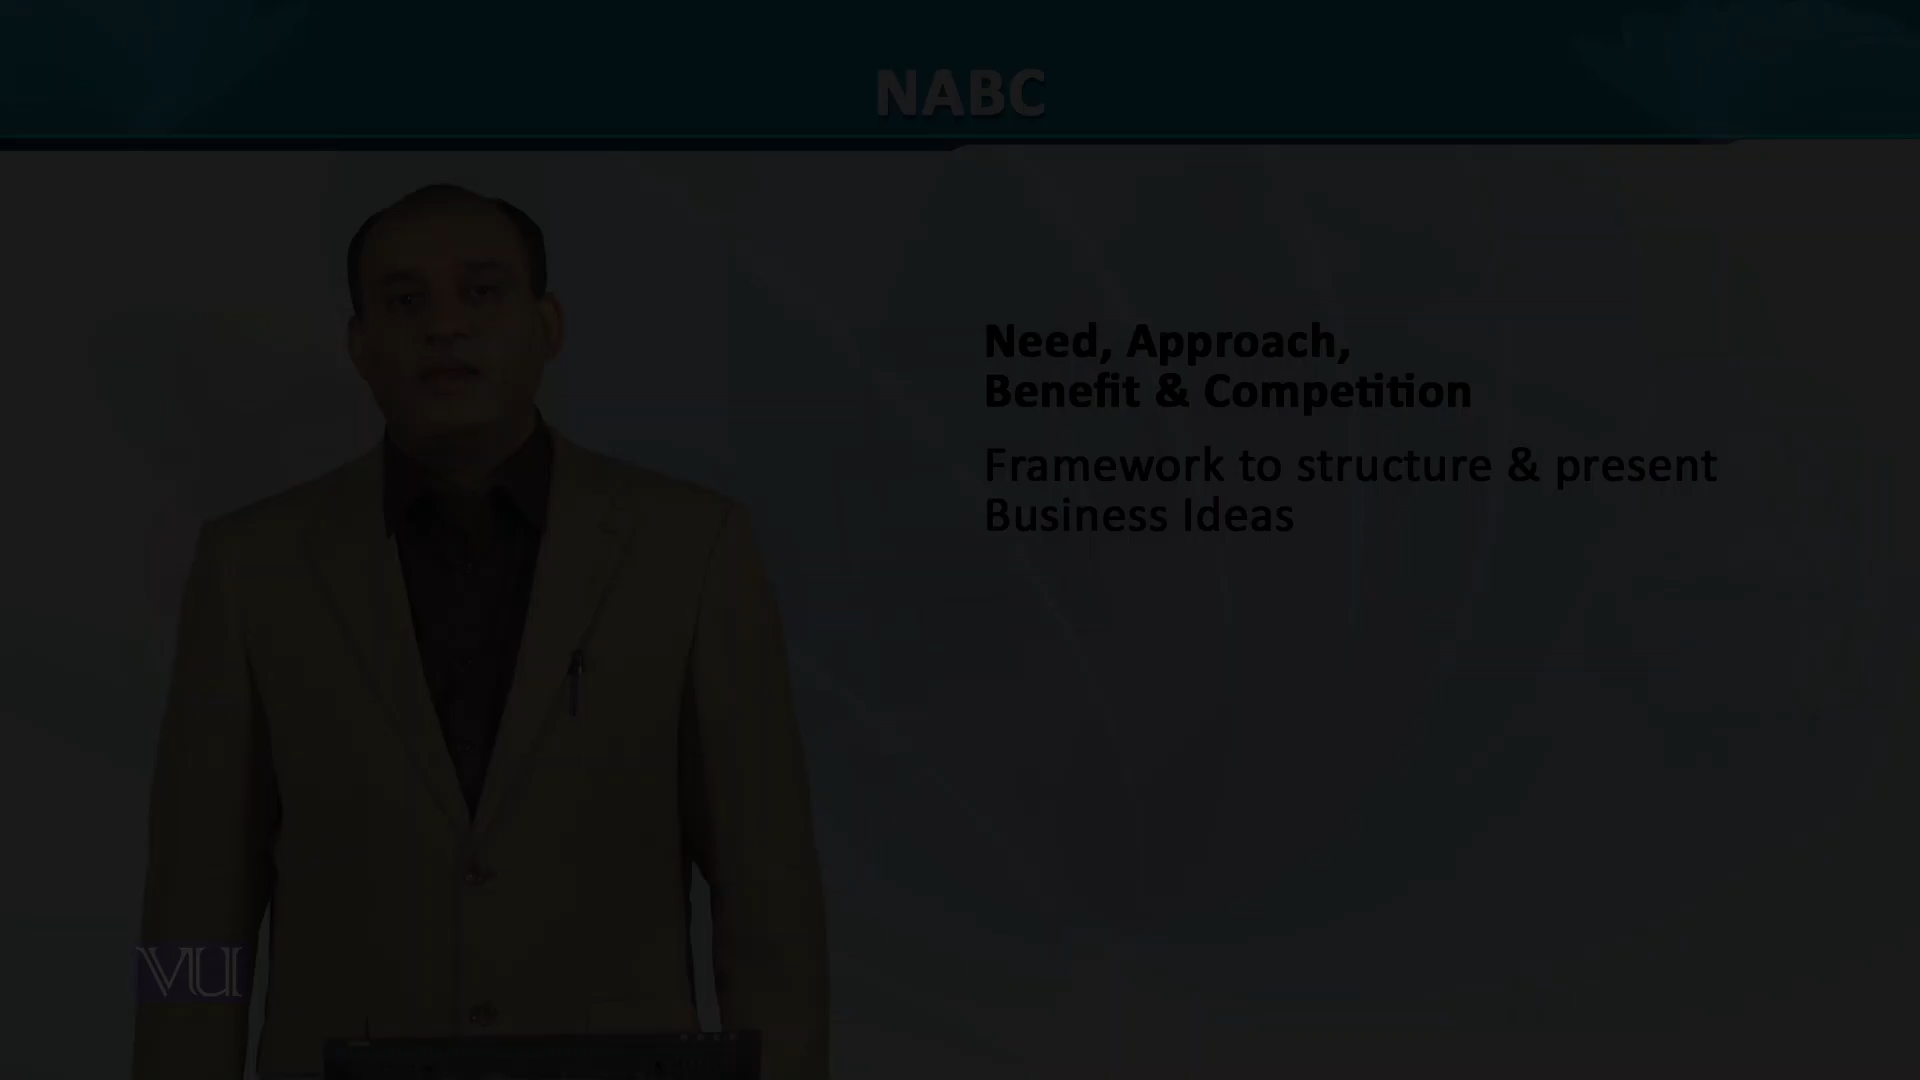 NABC
Need, Approach,
Benefit & Competition
Framework to structure & present
Business Ideas
VU